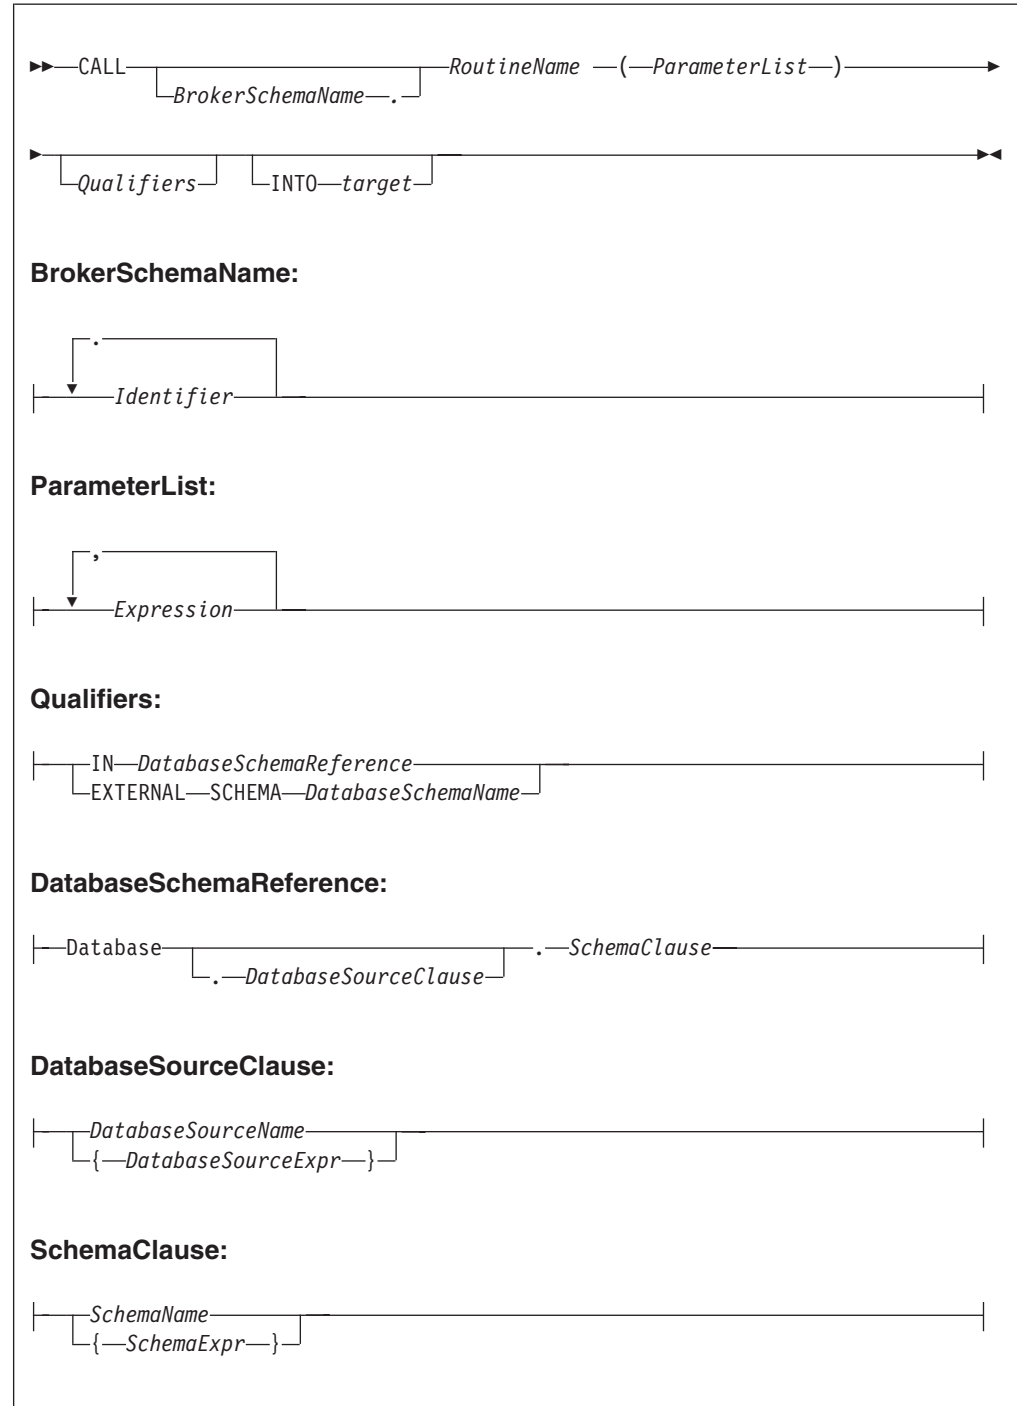 CALL RoutineName ( ParameterList )
BrokerSchemaName .
Qualifiers INTO target
BrokerSchemaName:
.
Identifier
ParameterList:
,
Expression
Qualifiers:
IN DatabaseSchemaReference
EXTERNAL SCHEMA DatabaseSchemaName
DatabaseSchemaReference:
Database . SchemaClause
. DatabaseSourceClause
DatabaseSourceClause:
DatabaseSourceName
{ DatabaseSourceExpr }
SchemaClause:
SchemaName
{ SchemaExpr }